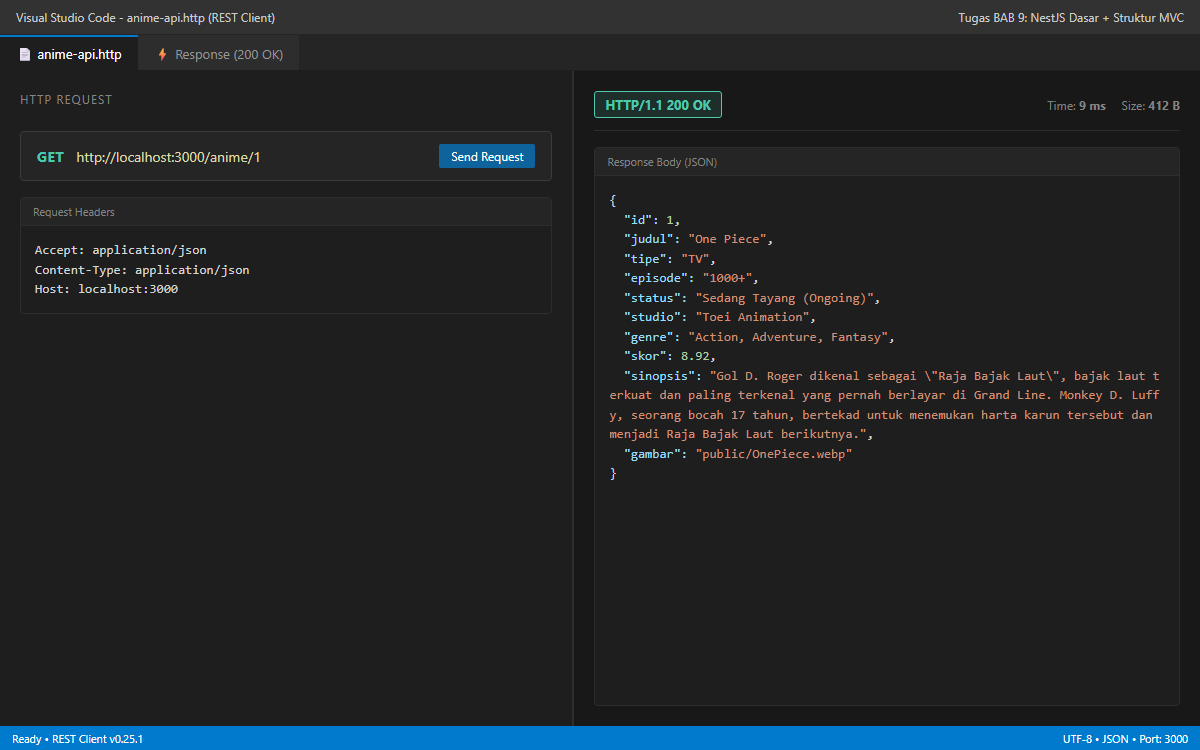 Visual Studio Code - anime-api.http (REST Client)
Tugas BAB 9: NestJS Dasar + Struktur MVC
anime-api.http
Response (200 OK)
HTTP REQUEST
GET http://localhost:3000/anime/1
Send Request
Request Headers
Accept: application/json
Content-Type: application/json
Host: localhost:3000
HTTP/1.1 200 OK
Time: 9 ms Size: 412 B
Response Body (JSON)
{
  "id": 1,
  "judul": "One Piece",
  "tipe": "TV",
  "episode": "1000+",
  "status": "Sedang Tayang (Ongoing)",
  "studio": "Toei Animation",
  "genre": "Action, Adventure, Fantasy",
  "skor": 8.92,
  "sinopsis": "Gol D. Roger dikenal sebagai \"Raja Bajak Laut\", bajak laut t
erkuat dan paling terkenal yang pernah berlayar di Grand Line. Monkey D. Luff
y, seorang bocah 17 tahun, bertekad untuk menemukan harta karun tersebut dan
menjadi Raja Bajak Laut berikutnya.",
  "gambar": "public/OnePiece.webp"
}
Ready • REST Client v0.25.1
UTF-8 • JSON • Port: 3000